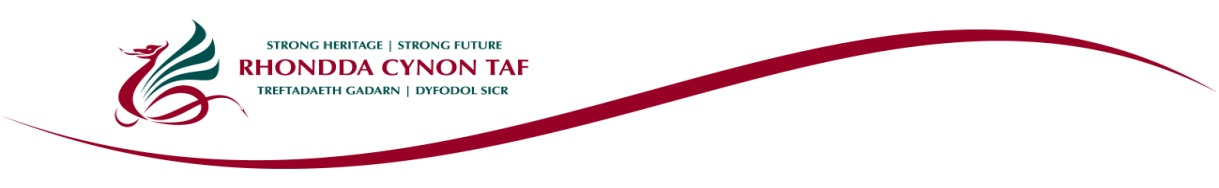 STRONG HERITAGE | STRONG FUTURE
RHONDDA CYNON TAF
TREFTADAETH GADARN | DYFODOL SICR